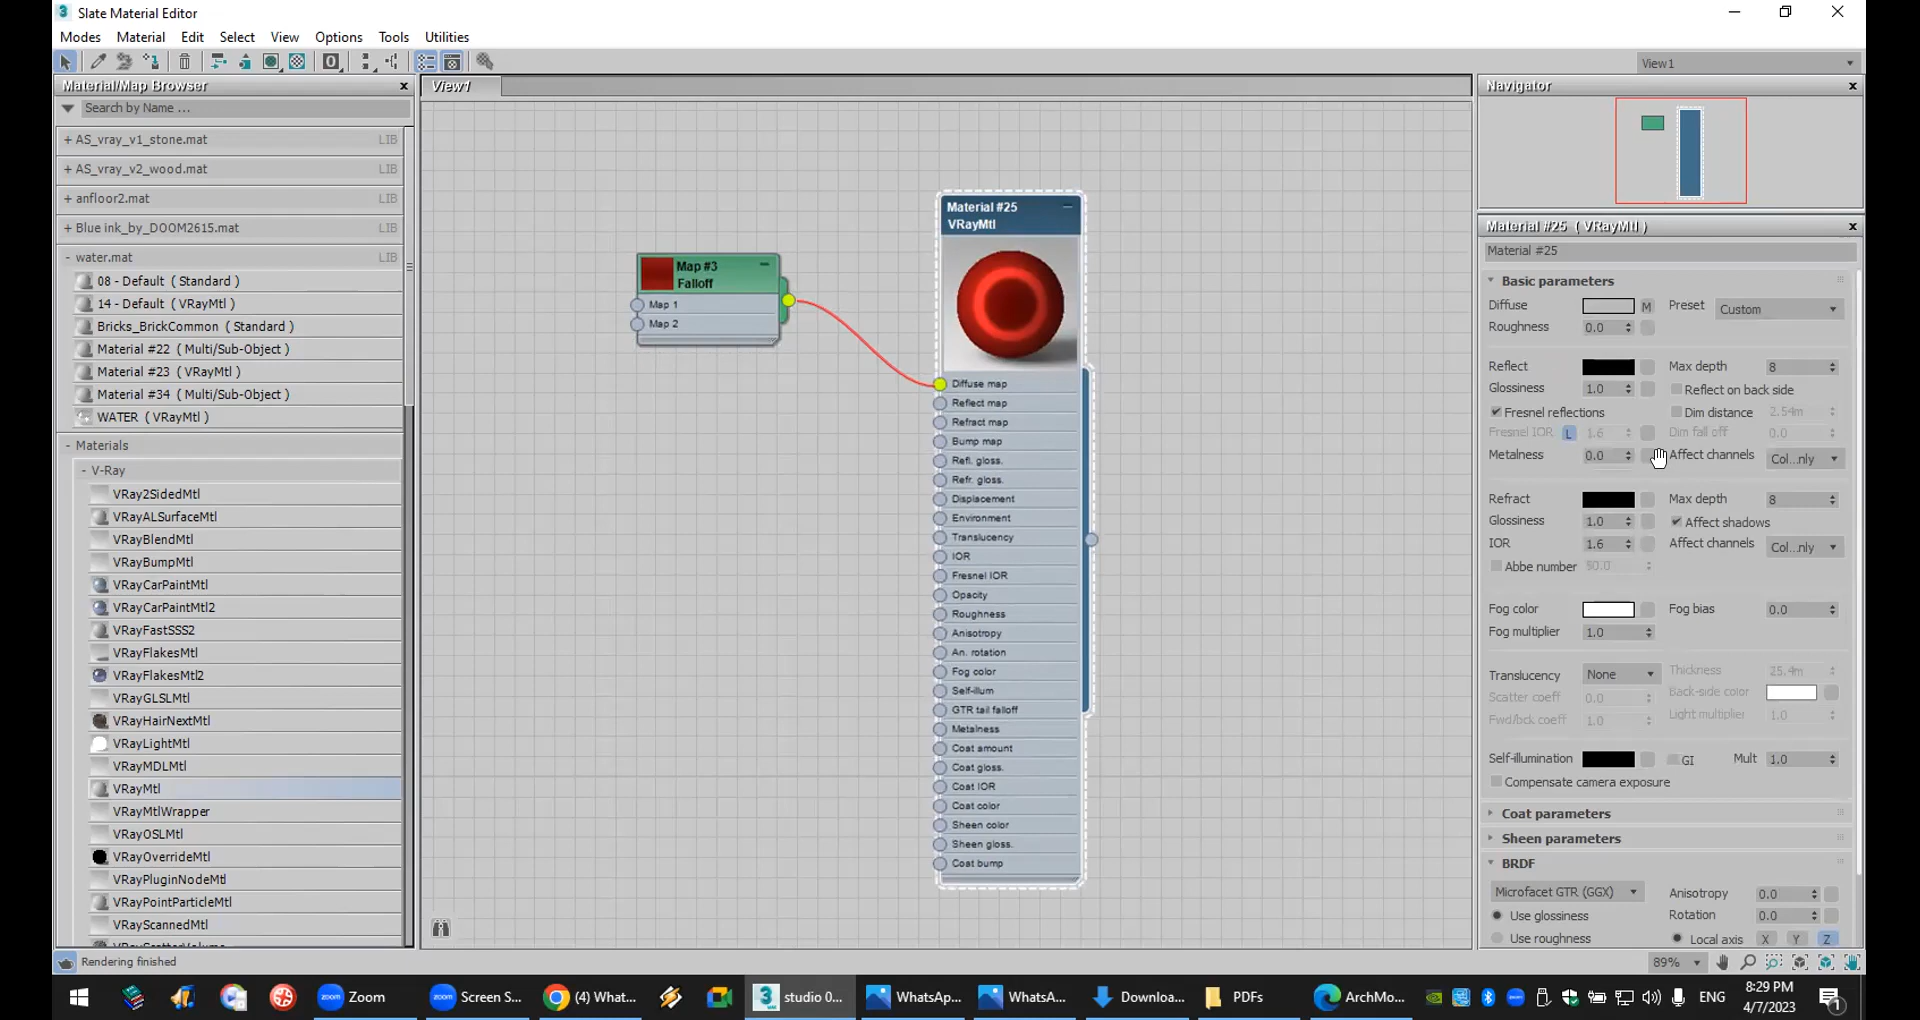 3 Slate Material Editor
Modes Material Edit Select View Options Tools Utilities
View1
Material/Map Browser x
Search by Name ...
+ AS_vray_v1_stone.mat LIB
+ AS_vray_v2_wood.mat LIB
+ anfloor2.mat LIB
+ Blue ink_by_DOOM2615.mat LIB
- water.mat LIB
08 - Default ( Standard )
14 - Default ( VRayMtl )
Bricks_BrickCommon ( Standard )
Material #22 ( Multi/Sub-Object )
Material #23 ( VRayMtl )
Material #34 ( Multi/Sub-Object )
WATER ( VRayMtl )
- Materials
- V-Ray
VRay2SidedMtl
VRayALSurfaceMtl
VRayBlendMtl
VRayBumpMtl
VRayCarPaintMtl
VRayCarPaintMtl2
VRayFastSSS2
VRayFlakesMtl
VRayFlakesMtl2
VRayGLSLMtl
VRayHairNextMtl
VRayLightMtl
VRayMDLMtl
VRayMtl
VRayMtlWrapper
VRayOSLMtl
VRayOverrideMtl
VRayPluginNodeMtl
VRayPointParticleMtl
VRayScannedMtl
View1
Map #3
Falloff
Map 1
Map 2
Material #25
VRayMtl
Diffuse map
Reflect map
Refract map
Bump map
Refl. gloss.
Refr. gloss.
Displacement
Environment
Translucency
IOR
Fresnel IOR
Opacity
Roughness
Anisotropy
An. rotation
Fog color
Self-illum
GTR tail falloff
Metalness
Coat amount
Coat gloss.
Coat IOR
Coat color
Sheen color
Sheen gloss.
Coat bump
Navigator x
Material #25 ( VRayMtl ) x
Material #25
Basic parameters
Diffuse M Preset Custom
Roughness 0.0
Reflect Max depth 8
Glossiness 1.0 Reflect on back side
Fresnel reflections Dim distance 2.54m
Fresnel IOR L 1.6 Dim fall off 0.0
Metalness 0.0 Affect channels Col...nly
Refract Max depth 8
Glossiness 1.0 Affect shadows
IOR 1.6 Affect channels Col...nly
Abbe number 50.0
Fog color Fog bias 0.0
Fog multiplier 1.0
Translucency None Thickness 25.4m
Scatter coeff 0.0 Back-side color
Fwd/bck coeff 1.0 Light multiplier 1.0
Self-illumination GI Mult 1.0
Compensate camera exposure
Coat parameters
Sheen parameters
BRDF
Microfacet GTR (GGX) Anisotropy 0.0
Use glossiness Rotation 0.0
Use roughness Local axis X Y Z
Rendering finished 89%
zoom Zoom zoom Screen S... (4) What... 3 studio 0... WhatsAp... WhatsA... Downloa... PDFs ArchMo... ENG 8:29 PM
4/7/2023 1